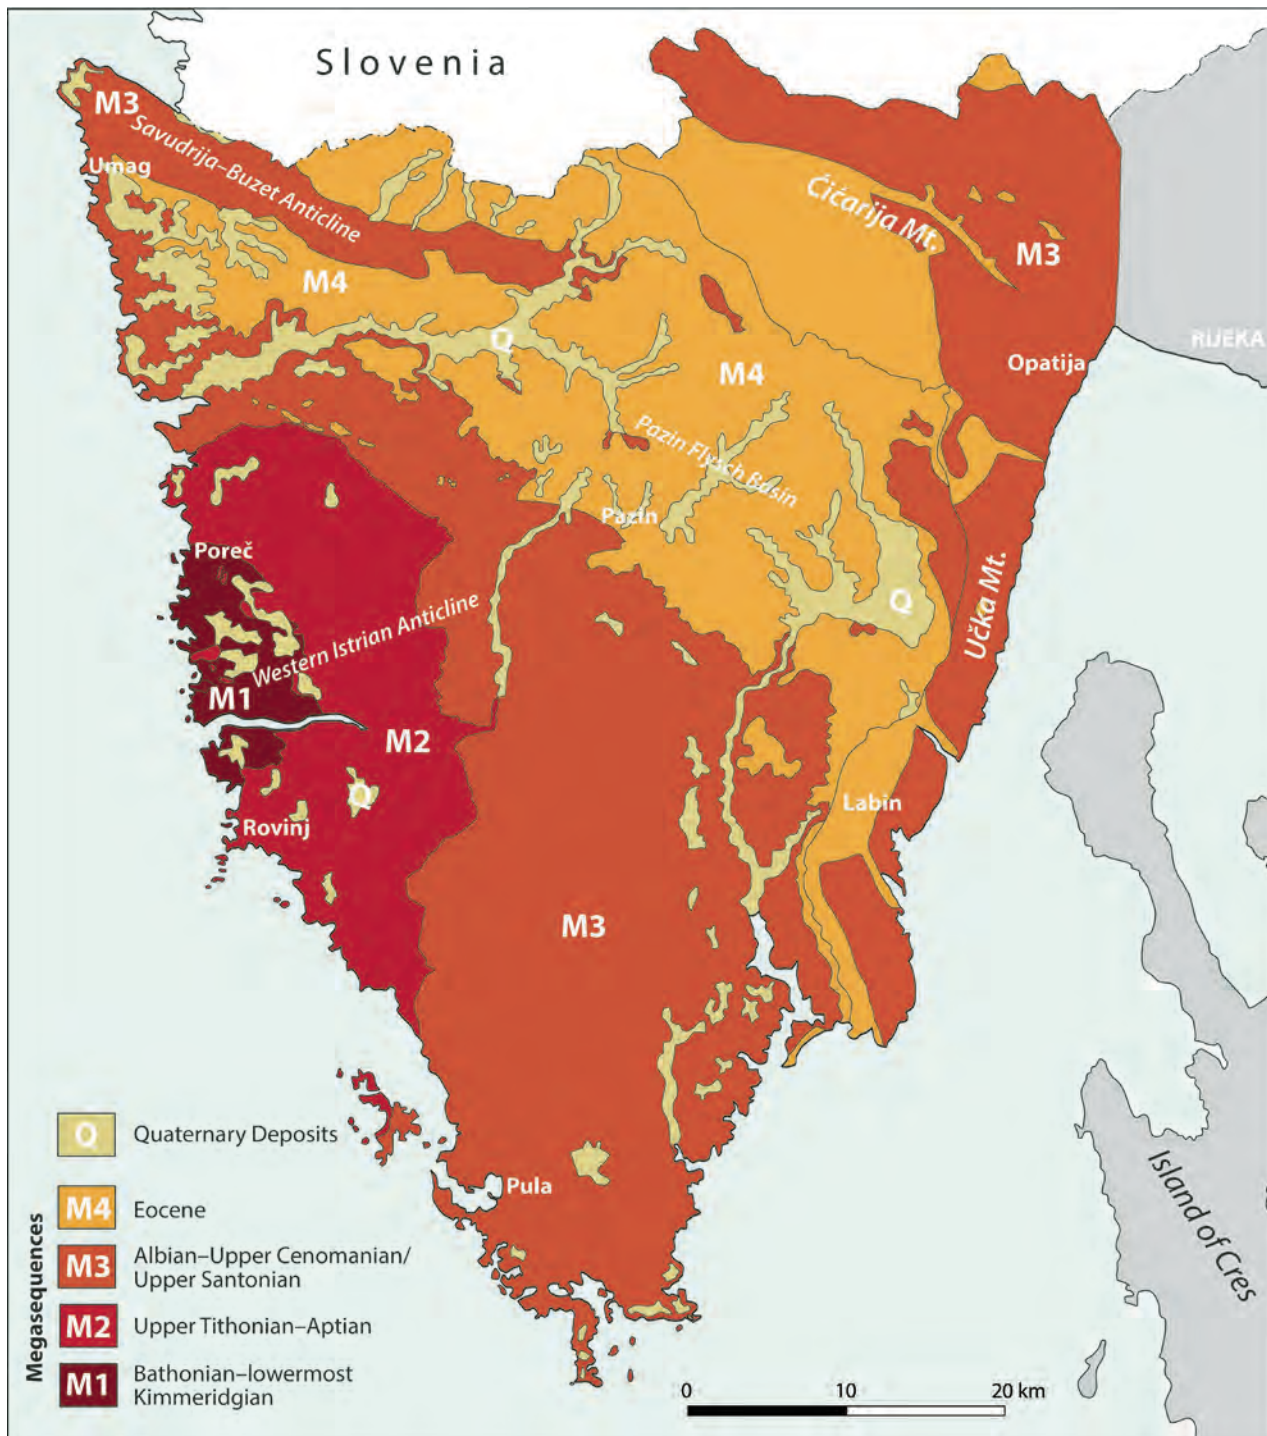 Slovenia
M3
Savudrija–Buzet Anticline
Umag
Ćićarija Mt.
M3
M4
RIJEKA
Q
Opatija
M4
Pazin Flysch Basin
Pazin
Poreč
Q
Učka Mt.
Western Istrian Anticline
M1
M2
Q
Labin
Rovinj
M3
Pula
Island of Cres
Megasequences
Q Quaternary Deposits
M4 Eocene
M3 Albian–Upper Cenomanian/
Upper Santonian
M2 Upper Tithonian–Aptian
M1 Bathonian–lowermost
Kimmeridgian
0 10 20 km